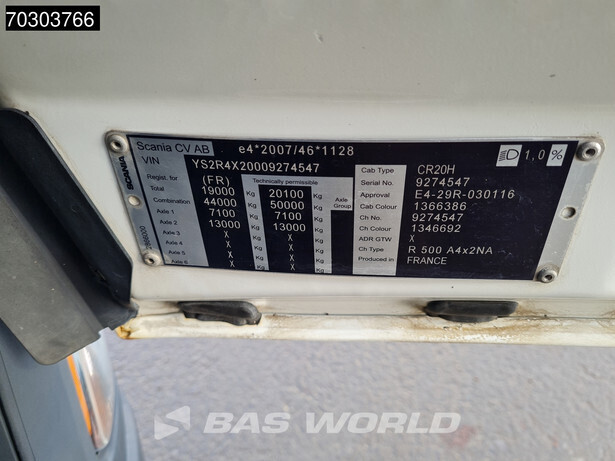 70303766
Scania CV AB e4*2007/46*1128
VIN YS2R4X20009274547
SCANIA
1,0%
Regist. for (FR) Technically permissible
Total 19000 Kg 20100 Kg
Combination 44000 Kg 50000 Kg Axle Group
Axle 1 7100 Kg 7100 Kg
Axle 2 13000 Kg 13000 Kg
Axle 3 X Kg X Kg
Axle 4 X Kg X Kg
Axle 5 X Kg X Kg
Axle 6 X Kg X Kg
Cab Type CR20H
Serial No. 9274547
Approval E4-29R-030116
Cab Colour 1366386
Ch No. 9274547
Ch Colour 1346692
ADR GTW X
Ch Type R 500 A4x2NA
Produced in FRANCE
BAS WORLD